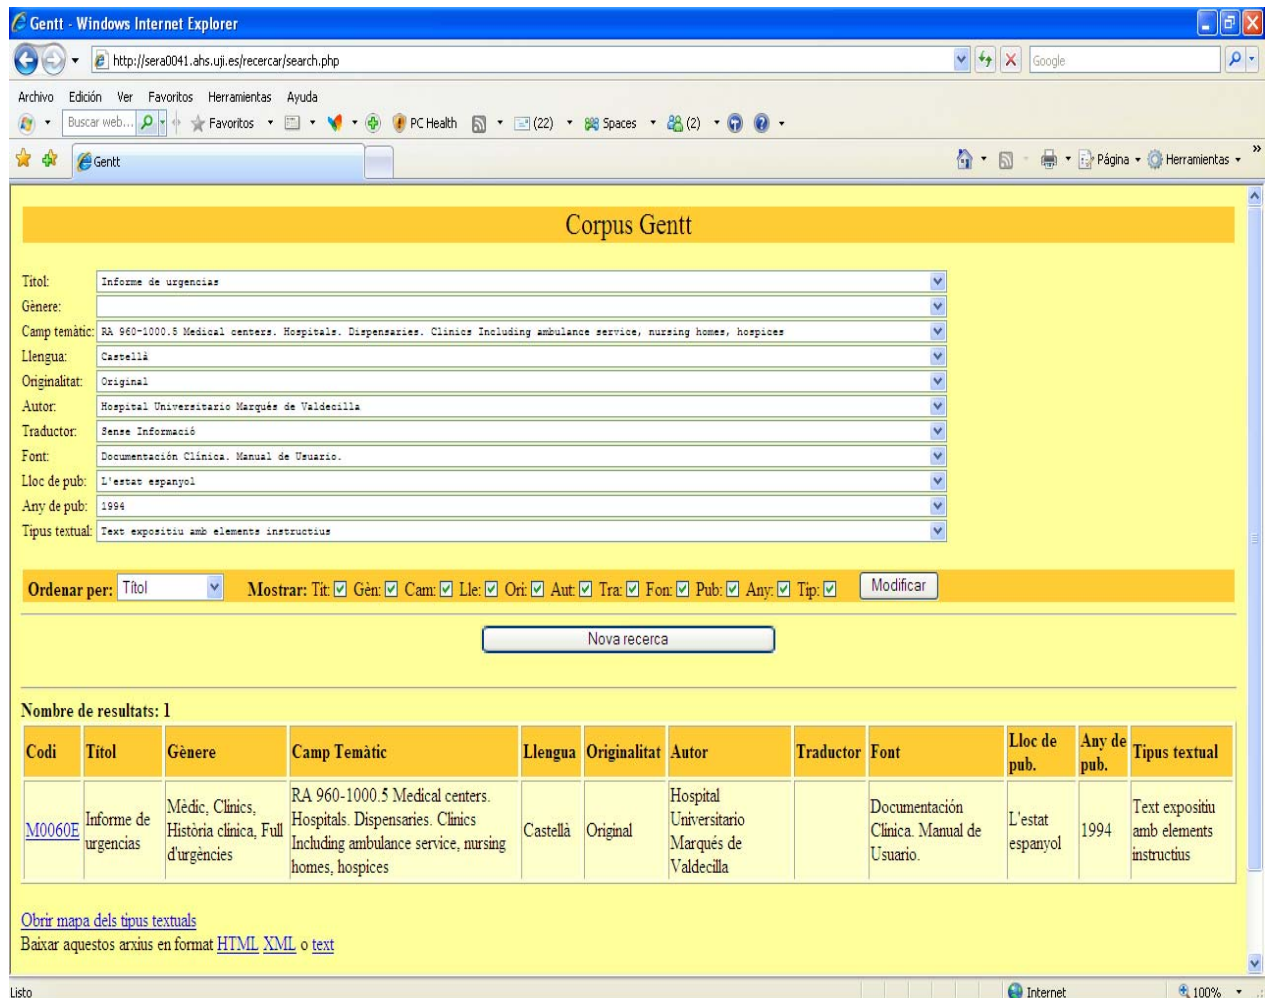 Gentt - Windows Internet Explorer
http://sera0041.ahs.uji.es/recercar/search.php
Google
Archivo Edición Ver Favoritos Herramientas Ayuda
Buscar web... Favoritos PC Health (22) Spaces (2)
Gentt Página Herramientas »
Corpus Gentt
Títol: Informe de urgencias
Gènere:
Camp temàtic: RA 960-1000.5 Medical centers. Hospitals. Dispensaries. Clinics Including ambulance service, nursing homes, hospices
Llengua: Castellà
Originalitat: Original
Autor: Hospital Universitario Marqués de Valdecilla
Traductor: Sense Informació
Font: Documentación Clínica. Manual de Usuario.
Lloc de pub: L'estat espanyol
Any de pub: 1994
Tipus textual: Text expositiu amb elements instructius
Ordenar per: Títol Mostrar: Tít: Gèn: Cam: Lle: Ori: Aut: Tra: Fon: Pub: Any: Tip: Modificar
Nova recerca
Nombre de resultats: 1
Codi Títol Gènere Camp Temàtic Llengua Originalitat Autor Traductor Font Lloc de pub. Any de pub. Tipus textual
M0060E
Informe de
urgencias
Mèdic, Clínics,
Història clínica, Full
d'urgències
RA 960-1000.5 Medical centers.
Hospitals. Dispensaries. Clinics
Including ambulance service, nursing
homes, hospices
Castellà
Original
Hospital
Universitario
Marqués de
Valdecilla
Documentación
Clínica. Manual de
Usuario.
L'estat
espanyol
1994
Text expositiu
amb elements
instructius
Obrir mapa dels tipus textuals
Baixar aquestos arxius en format HTML XML o text
Listo Internet 100%